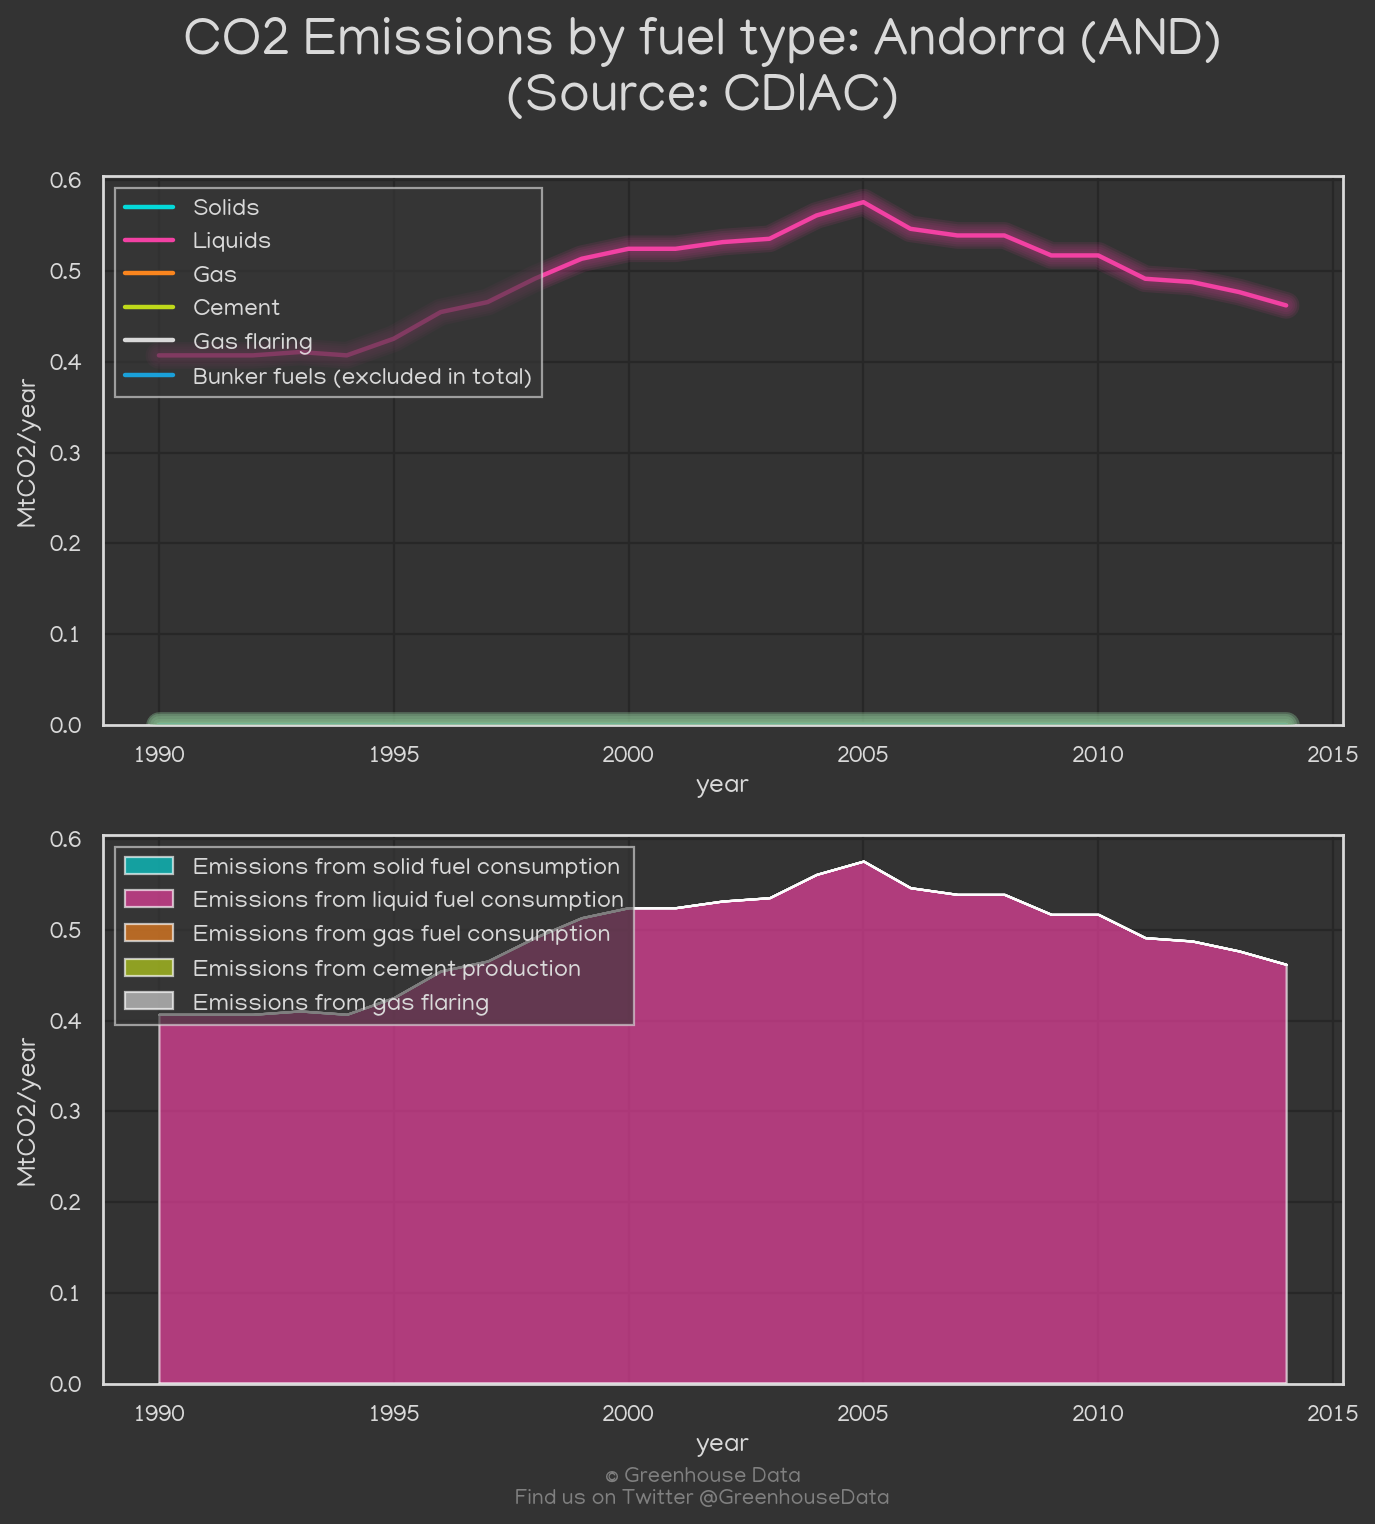 CO2 Emissions by fuel type: Andorra (AND)
(Source: CDIAC)
0.6
0.5
0.4
0.3
0.2
0.1
0.0
MtCO2/year
Solids
Liquids
Gas
Cement
Gas flaring
Bunker fuels (excluded in total)
1990 1995 2000 2005 2010 2015
year
0.6
0.5
0.4
0.3
0.2
0.1
0.0
MtCO2/year
Emissions from solid fuel consumption
Emissions from liquid fuel consumption
Emissions from gas fuel consumption
Emissions from cement production
Emissions from gas flaring
1990 1995 2000 2005 2010 2015
year
© Greenhouse Data
Find us on Twitter @GreenhouseData